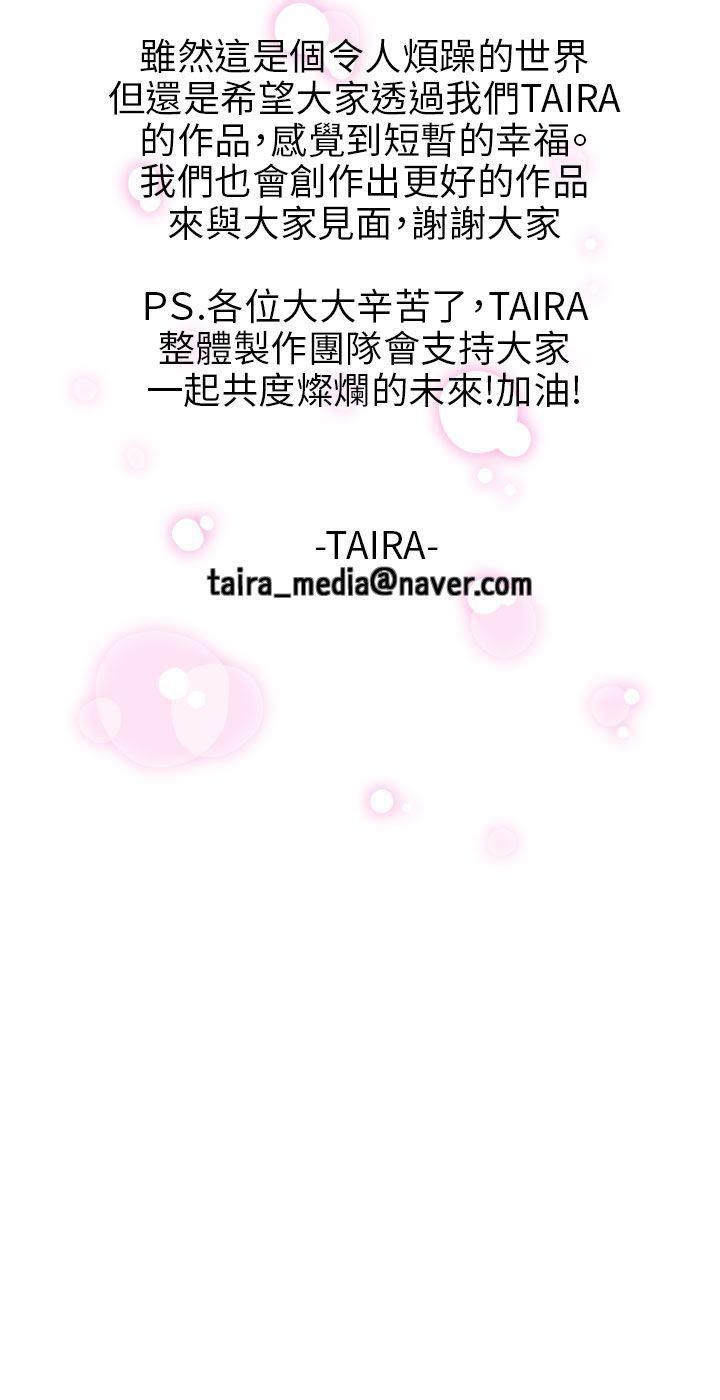 雖然這是個令人煩躁的世界
但還是希望大家透過我們TAIRA
的作品,感覺到短暫的幸福。
我們也會創作出更好的作品
來與大家見面,謝謝大家
PS.各位大大辛苦了,TAIRA
整體製作團隊會支持大家
一起共度燦爛的未來!加油!
-TAIRA-
taira_media@naver.com